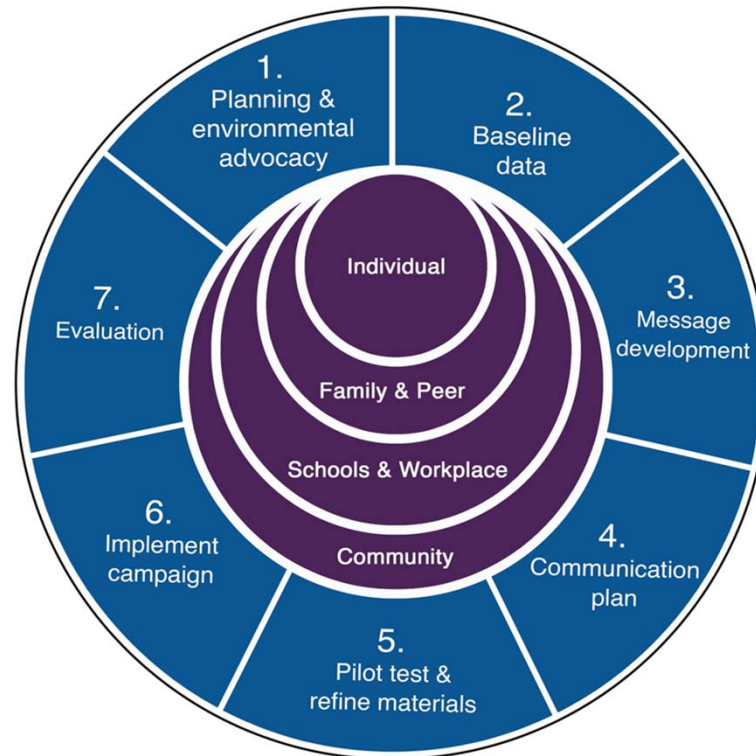 1.
Planning &
environmental
advocacy
2.
Baseline
data
3.
Message
development
4.
Communication
plan
5.
Pilot test &
refine materials
6.
Implement
campaign
7.
Evaluation
Individual
Family & Peer
Schools & Workplace
Community